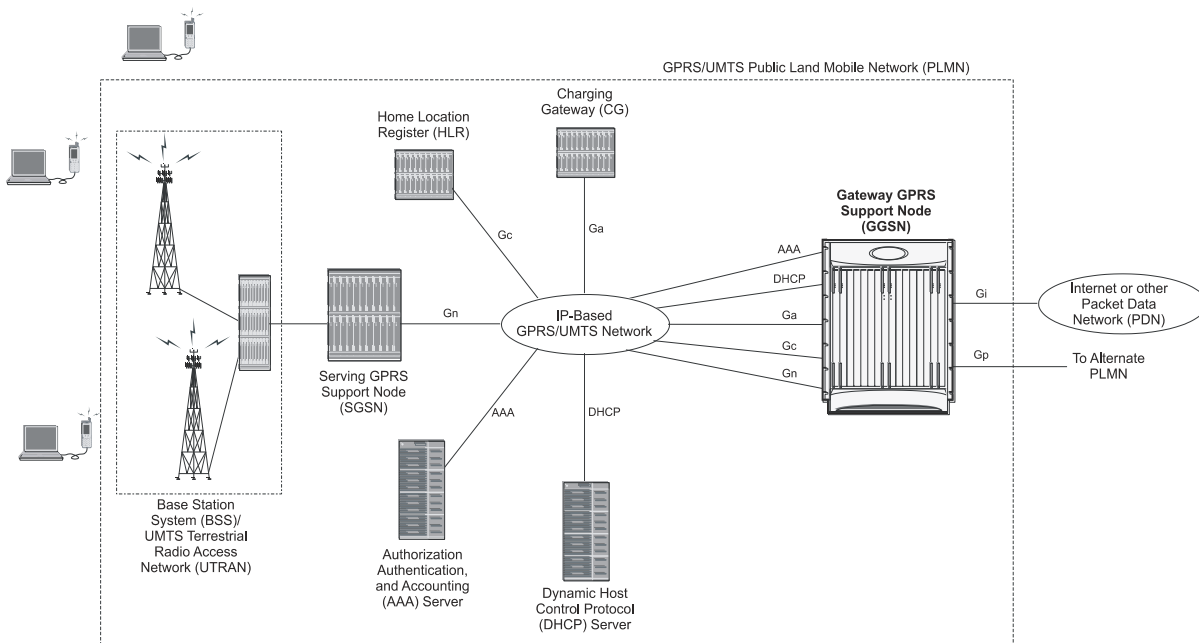 GPRS/UMTS Public Land Mobile Network (PLMN)
Charging
Gateway (CG)
Home Location
Register (HLR)
Gateway GPRS
Support Node
(GGSN)
Gc
Ga
AAA
DHCP
Ga
Gc
Gn
Gi
Internet or other
Packet Data
Network (PDN)
Gp
To Alternate
PLMN
Gn
IP-Based
GPRS/UMTS Network
Serving GPRS
Support Node
(SGSN)
AAA
DHCP
Base Station
System (BSS)/
UMTS Terrestrial
Radio Access
Network (UTRAN)
Authorization
Authentication,
and Accounting
(AAA) Server
Dynamic Host
Control Protocol
(DHCP) Server